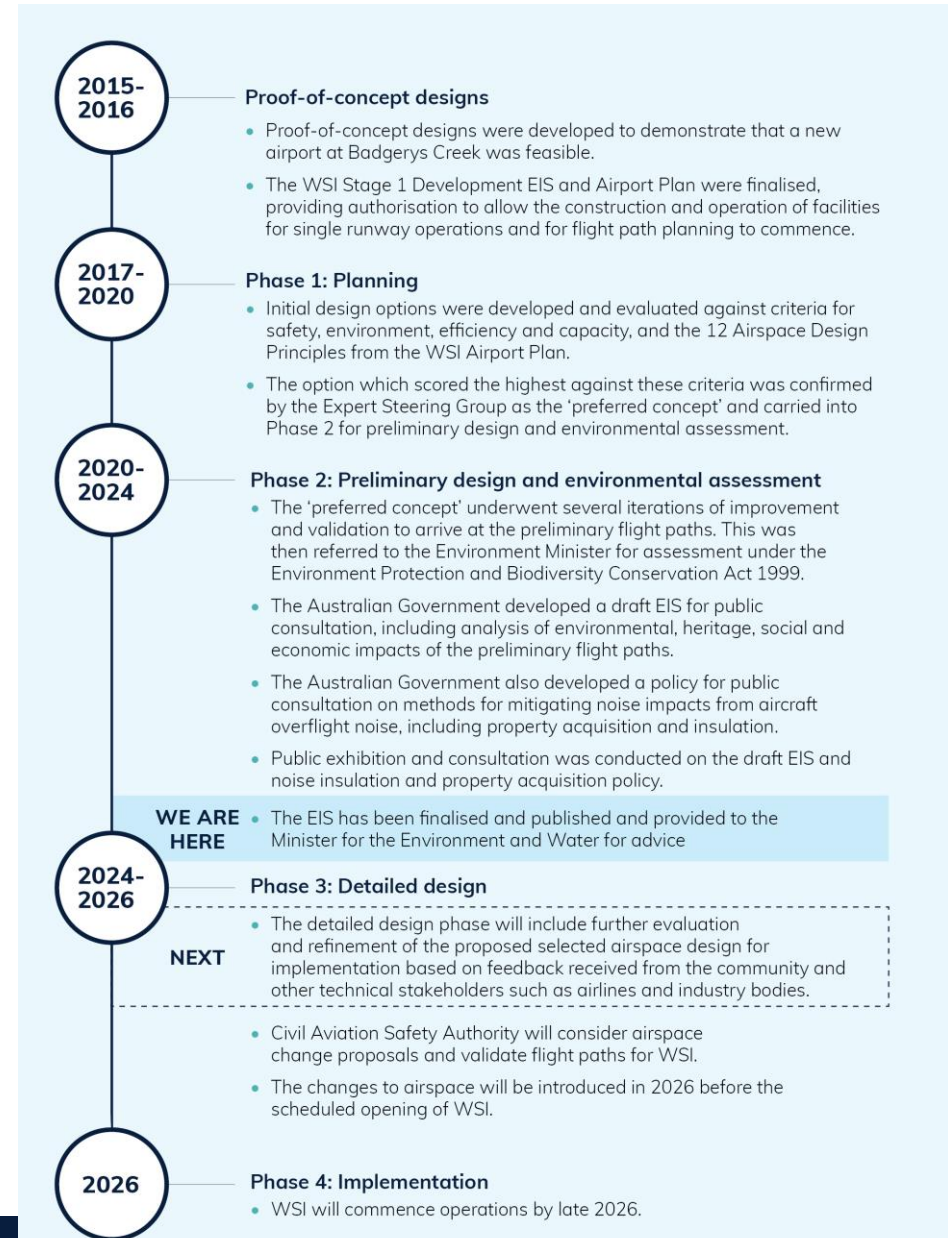 2015-
2016
Proof-of-concept designs
• Proof-of-concept designs were developed to demonstrate that a new
airport at Badgerys Creek was feasible.
• The WSI Stage 1 Development EIS and Airport Plan were finalised,
providing authorisation to allow the construction and operation of facilities
for single runway operations and for flight path planning to commence.
2017-
2020
Phase 1: Planning
• Initial design options were developed and evaluated against criteria for
safety, environment, efficiency and capacity, and the 12 Airspace Design
Principles from the WSI Airport Plan.
• The option which scored the highest against these criteria was confirmed
by the Expert Steering Group as the ‘preferred concept’ and carried into
Phase 2 for preliminary design and environmental assessment.
2020-
2024
Phase 2: Preliminary design and environmental assessment
• The ‘preferred concept’ underwent several iterations of improvement
and validation to arrive at the preliminary flight paths. This was
then referred to the Environment Minister for assessment under the
Environment Protection and Biodiversity Conservation Act 1999.
• The Australian Government developed a draft EIS for public
consultation, including analysis of environmental, heritage, social and
economic impacts of the preliminary flight paths.
• The Australian Government also developed a policy for public
consultation on methods for mitigating noise impacts from aircraft
overflight noise, including property acquisition and insulation.
• Public exhibition and consultation was conducted on the draft EIS and
noise insulation and property acquisition policy.
WE ARE
HERE
• The EIS has been finalised and published and provided to the
Minister for the Environment and Water for advice
2024-
2026
Phase 3: Detailed design
NEXT
• The detailed design phase will include further evaluation
and refinement of the proposed selected airspace design for
implementation based on feedback received from the community and
other technical stakeholders such as airlines and industry bodies.
• Civil Aviation Safety Authority will consider airspace
change proposals and validate flight paths for WSI.
• The changes to airspace will be introduced in 2026 before the
scheduled opening of WSI.
2026
Phase 4: Implementation
• WSI will commence operations by late 2026.